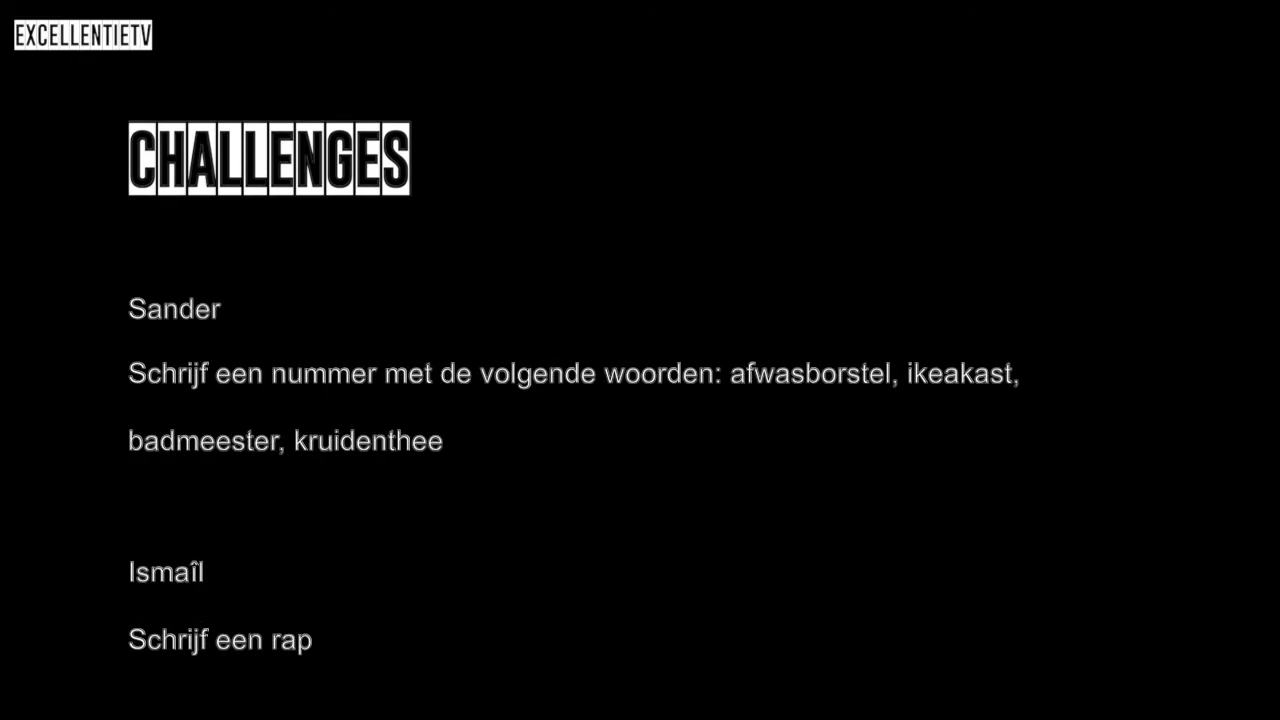 EXCELLENTIETV
CHALLENGES
Sander
Schrijf een nummer met de volgende woorden: afwasborstel, ikeakast,
badmeester, kruidenthee
Ismaîl
Schrijf een rap